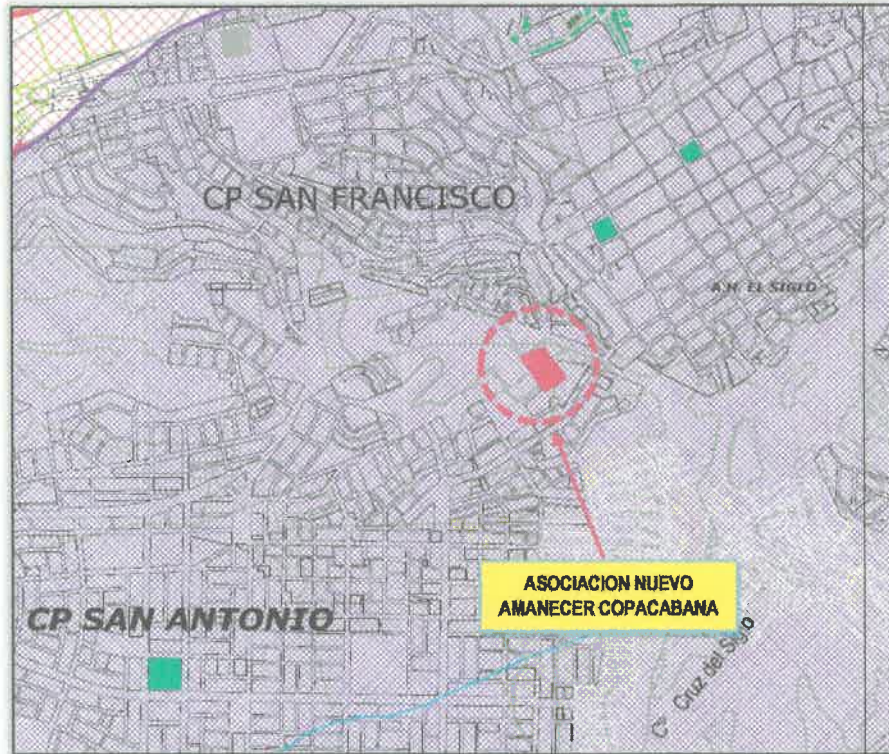 CP SAN FRANCISCO
A.H. EL SIGLO
ASOCIACION NUEVO
AMANECER COPACABANA
CP SAN ANTONIO
Cº Cruz del Siglo